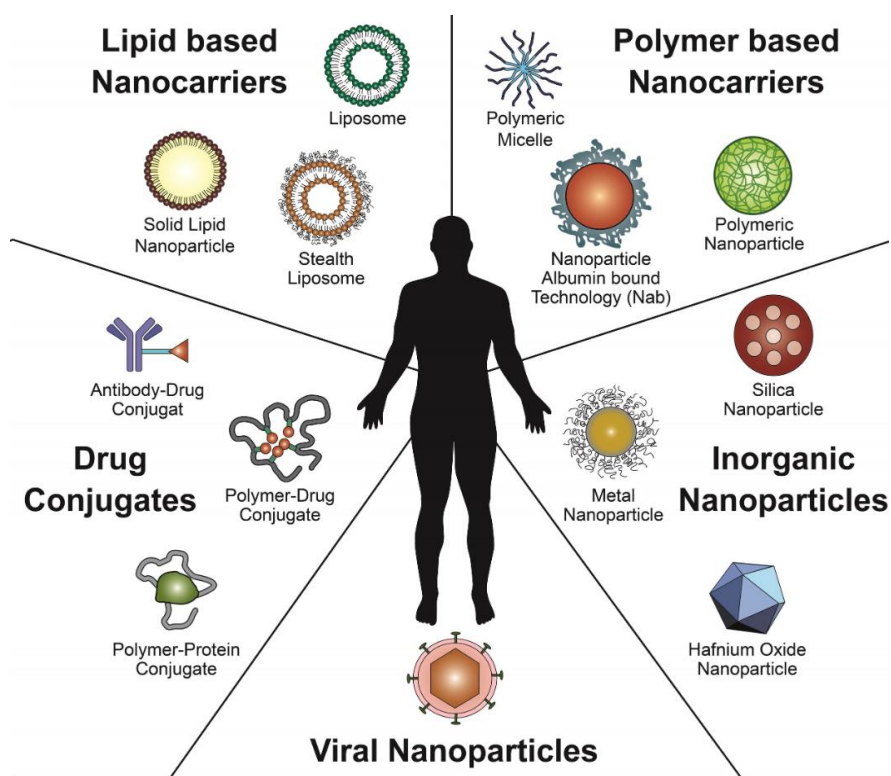 Lipid based
Nanocarriers
Liposome
Solid Lipid
Nanoparticle
Stealth
Liposome
Polymer based
Nanocarriers
Polymeric
Micelle
Nanoparticle
Albumin bound
Technology (Nab)
Polymeric
Nanoparticle
Antibody-Drug
Conjugat
Drug
Conjugates
Polymer-Drug
Conjugate
Polymer-Protein
Conjugate
Silica
Nanoparticle
Metal
Nanoparticle
Inorganic
Nanoparticles
Hafnium Oxide
Nanoparticle
Viral Nanoparticles